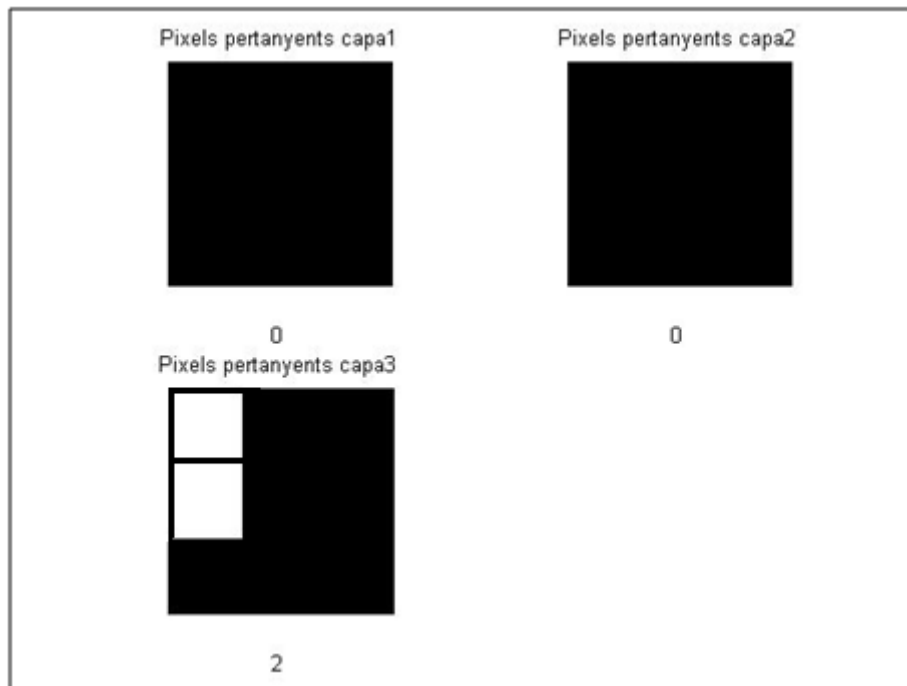 Pixels pertanyents capa1
Pixels pertanyents capa2
0
0
Pixels pertanyents capa3
2